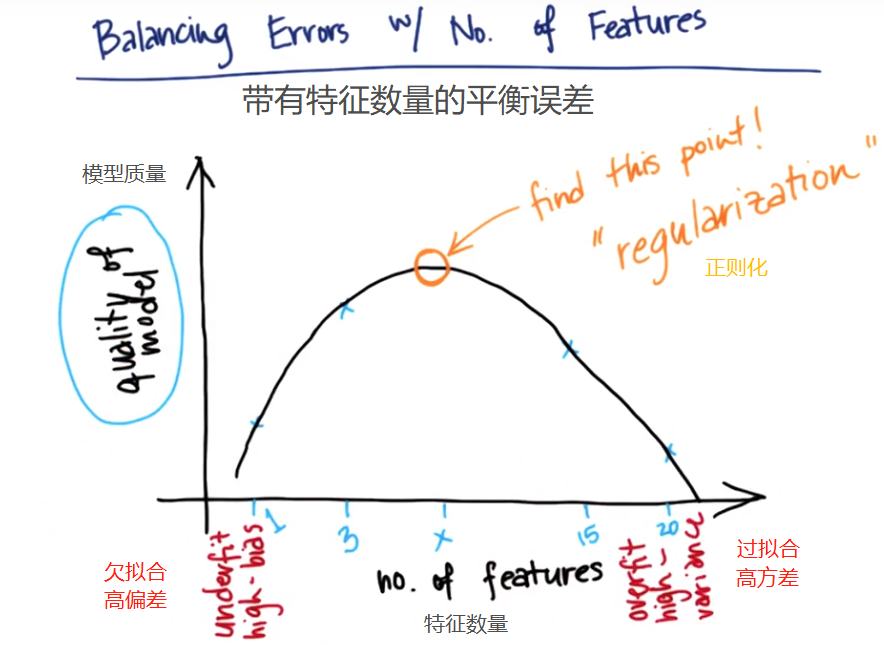 Balancing Errors w/ No. of Features
带有特征数量的平衡误差
模型质量
find this point!
"regularization"
正则化
quality of
model
1
3
x
15
20
underfit
high-bias
欠拟合
高偏差
no. of features
特征数量
overfit
high-
variance
过拟合
高方差